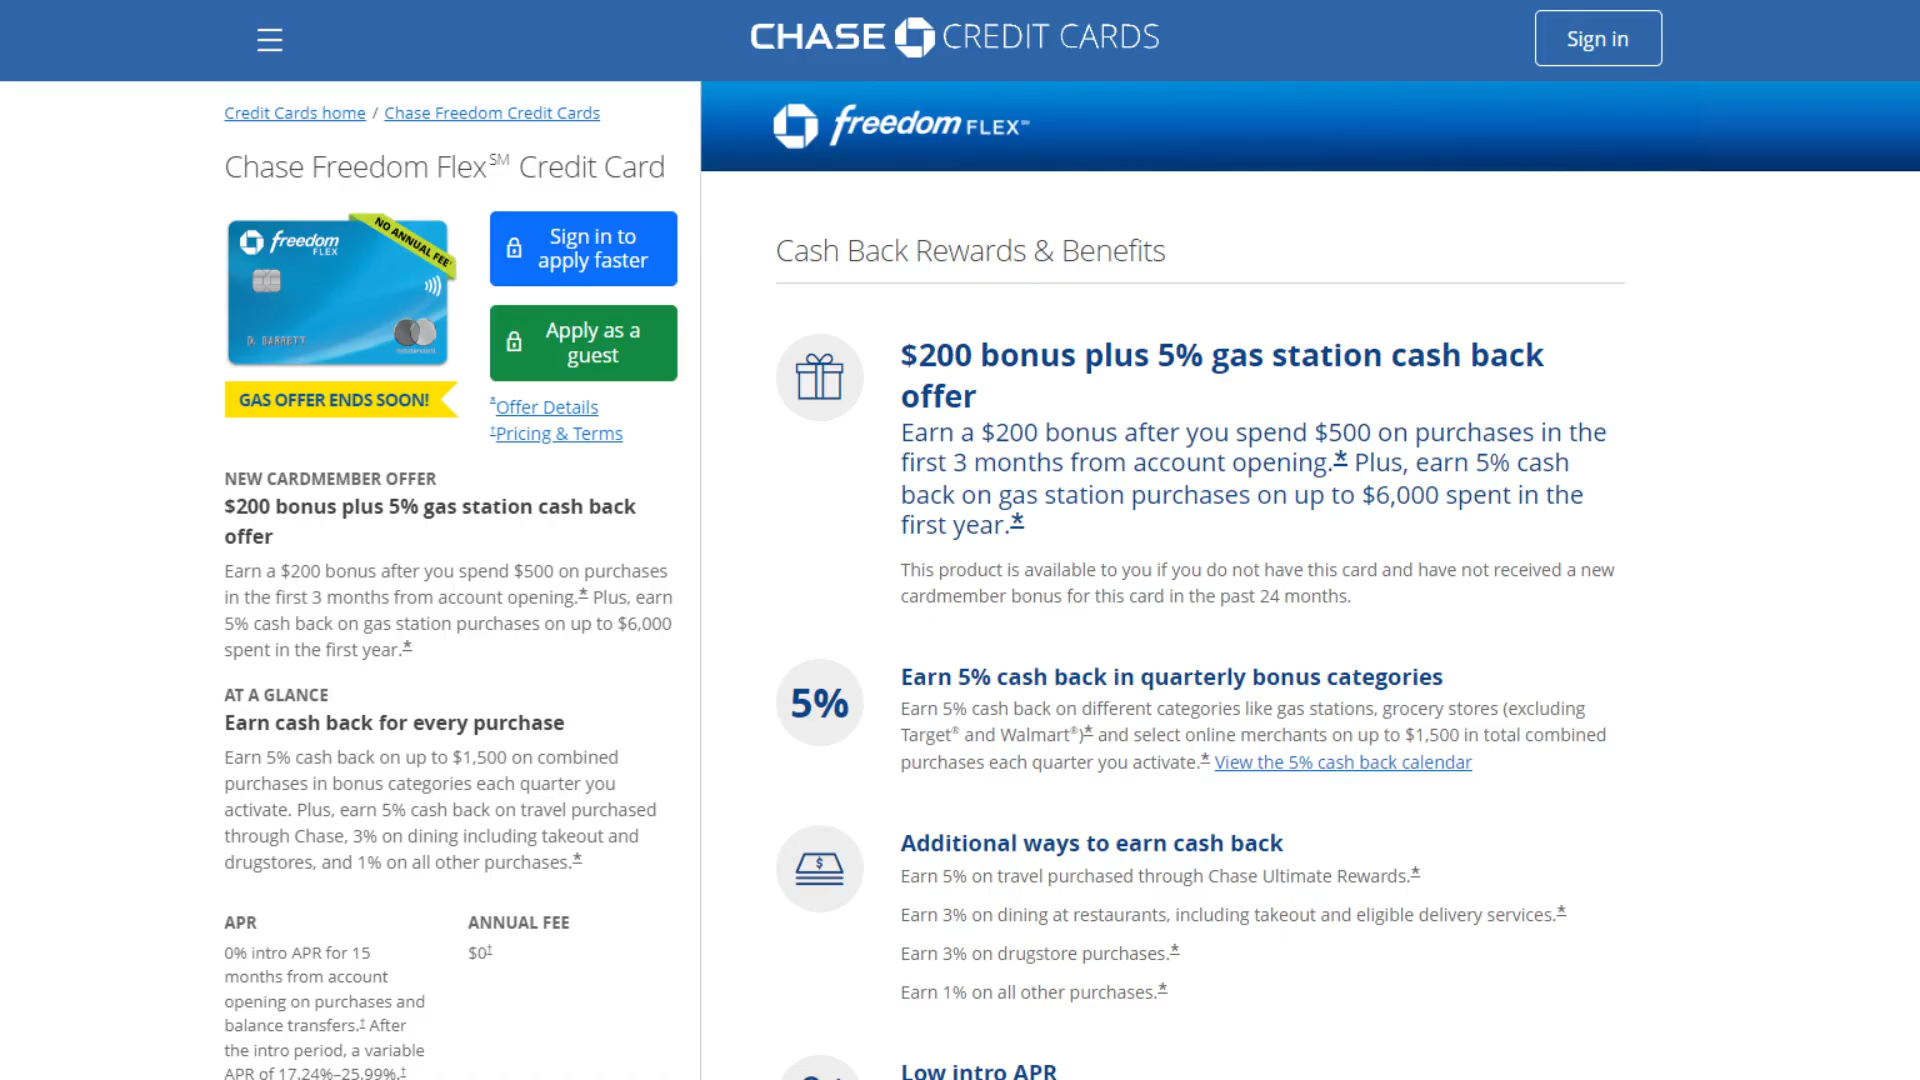 CHASE CREDIT CARDS
Sign in
Credit Cards home / Chase Freedom Credit Cards
Chase Freedom Flex℠ Credit Card
freedom
FLEX
NO ANNUAL FEE
D. BARRETT
mastercard
Sign in to
apply faster
Apply as a
guest
GAS OFFER ENDS SOON!
*Offer Details
‡Pricing & Terms
NEW CARDMEMBER OFFER
$200 bonus plus 5% gas station cash back
offer
Earn a $200 bonus after you spend $500 on purchases
in the first 3 months from account opening.* Plus, earn
5% cash back on gas station purchases on up to $6,000
spent in the first year.*
AT A GLANCE
Earn cash back for every purchase
Earn 5% cash back on up to $1,500 on combined
purchases in bonus categories each quarter you
activate. Plus, earn 5% cash back on travel purchased
through Chase, 3% on dining including takeout and
drugstores, and 1% on all other purchases.*
APR
0% intro APR for 15
months from account
opening on purchases and
balance transfers.‡ After
the intro period, a variable
APR of 17.24%–25.99%.‡
ANNUAL FEE
$0‡
freedom FLEX℠
Cash Back Rewards & Benefits
$200 bonus plus 5% gas station cash back
offer
Earn a $200 bonus after you spend $500 on purchases in the
first 3 months from account opening.* Plus, earn 5% cash
back on gas station purchases on up to $6,000 spent in the
first year.*
This product is available to you if you do not have this card and have not received a new
cardmember bonus for this card in the past 24 months.
5%
Earn 5% cash back in quarterly bonus categories
Earn 5% cash back on different categories like gas stations, grocery stores (excluding
Target® and Walmart®)* and select online merchants on up to $1,500 in total combined
purchases each quarter you activate.* View the 5% cash back calendar
$
Additional ways to earn cash back
Earn 5% on travel purchased through Chase Ultimate Rewards.*
Earn 3% on dining at restaurants, including takeout and eligible delivery services.*
Earn 3% on drugstore purchases.*
Earn 1% on all other purchases.*
Low intro APR